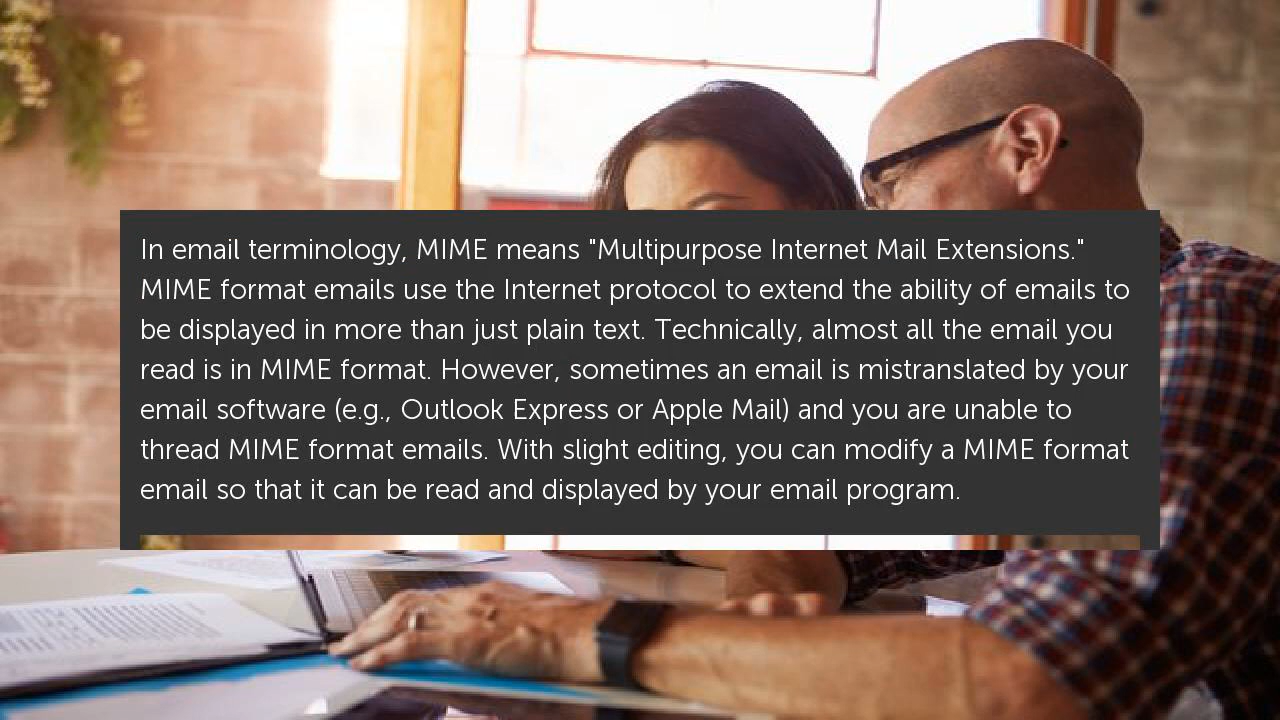 In email terminology, MIME means "Multipurpose Internet Mail Extensions."
MIME format emails use the Internet protocol to extend the ability of emails to
be displayed in more than just plain text. Technically, almost all the email you
read is in MIME format. However, sometimes an email is mistranslated by your
email software (e.g., Outlook Express or Apple Mail) and you are unable to
thread MIME format emails. With slight editing, you can modify a MIME format
email so that it can be read and displayed by your email program.